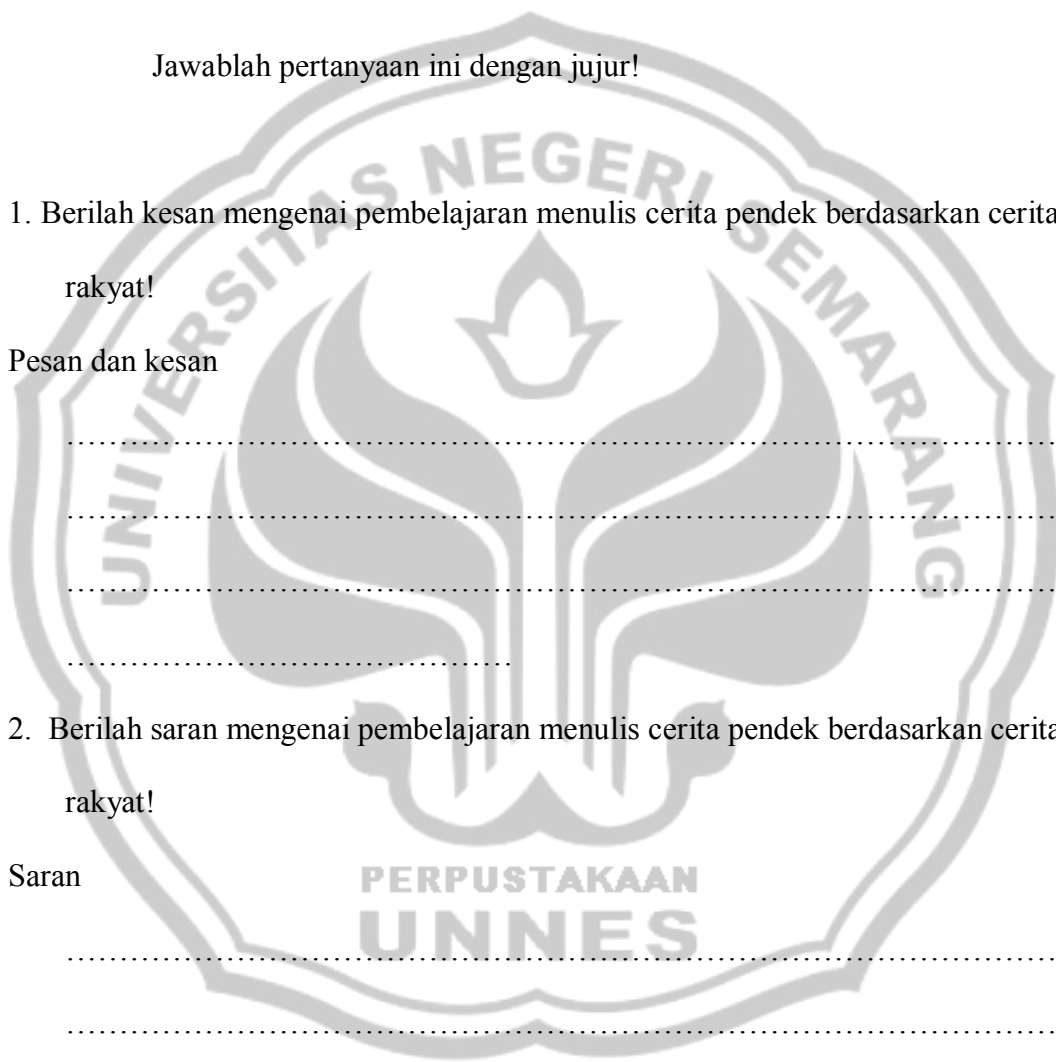 Jawablah pertanyaan ini dengan jujur!
UNIVERSITAS NEGERI SEMARANG
1. Berilah kesan mengenai pembelajaran menulis cerita pendek berdasarkan cerita
rakyat!
Pesan dan kesan
……………………………………………………………………………………
……………………………………………………………………………………
……………………………………………………………………………………
……………………………………
2. Berilah saran mengenai pembelajaran menulis cerita pendek berdasarkan cerita
rakyat!
Saran
PERPUSTAKAAN
UNNES
……………………………………………………………………………………
……………………………………………………………………………………